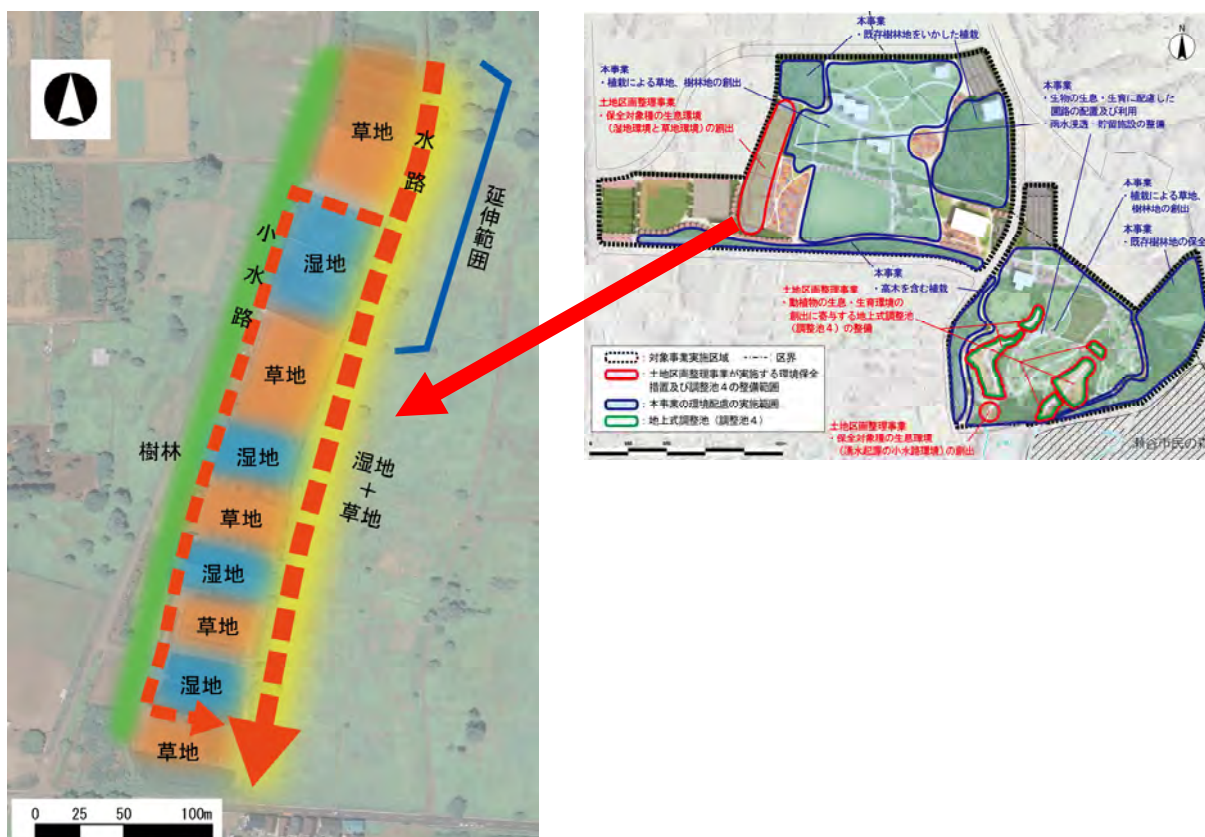 草地
水路
延伸範囲
湿地
小水路
草地
樹林
湿地
湿地＋草地
草地
湿地
草地
湿地
草地
0 25 50 100m
本事業
・既存樹林地をいかした植栽
N
本事業
・植栽による草地、樹林地の創出
土地区画整理事業
・保全対象種の生息環境
（湿地環境と草地環境）の創出
本事業
・生物の生息・生育に配慮した
園路の配置及び利用
・雨水浸透・貯留施設の整備
本事業
・植栽による草地、
樹林地の創出
本事業
・既存樹林地の保全
本事業
・高木を含む植栽
土地区画整理事業
・動植物の生息・生育環境の
創出に寄与する地上式調整池
（調整池４）の整備
：対象事業実施区域
：区界
：土地区画整理事業が実施する環境保全
措置及び調整池４の整備範囲
：本事業の環境配慮の実施範囲
：地上式調整池（調整池４）
土地区画整理事業
・保全対象種の生息環境
（湧水起源の小水路環境）の創出
瀬谷市民の森